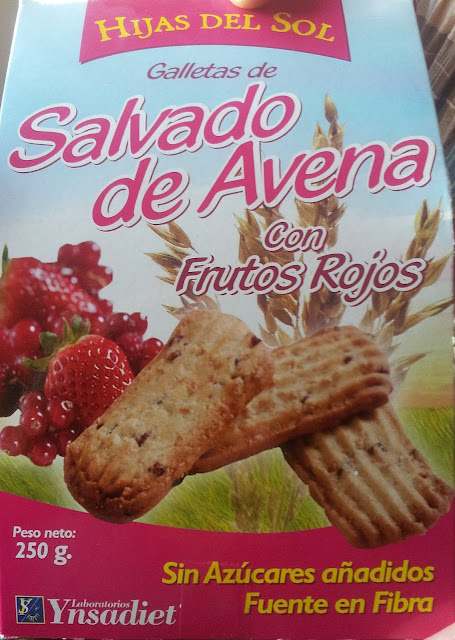 HIJAS DEL SOL
Galletas de
Salvado
de Avena
Con
Frutos Rojos
Peso neto:
250 g.
Sin Azúcares añadidos
Fuente en Fibra
Laboratorios
Ynsadiet